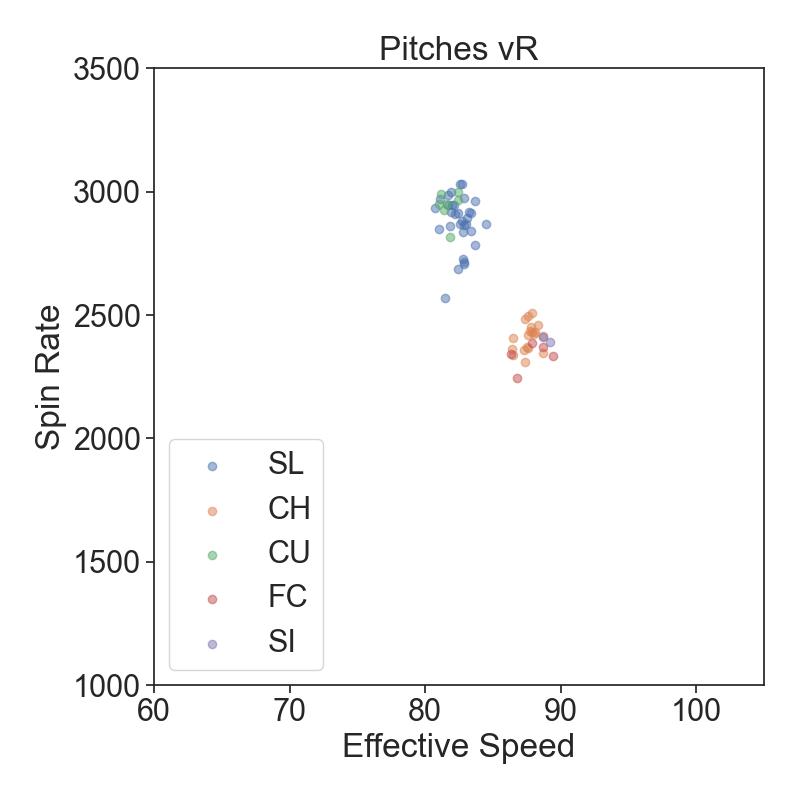 Pitches vR
3500
3000
2500
2000
1500
1000
Spin Rate
SL
CH
CU
FC
SI
60 70 80 90 100
Effective Speed